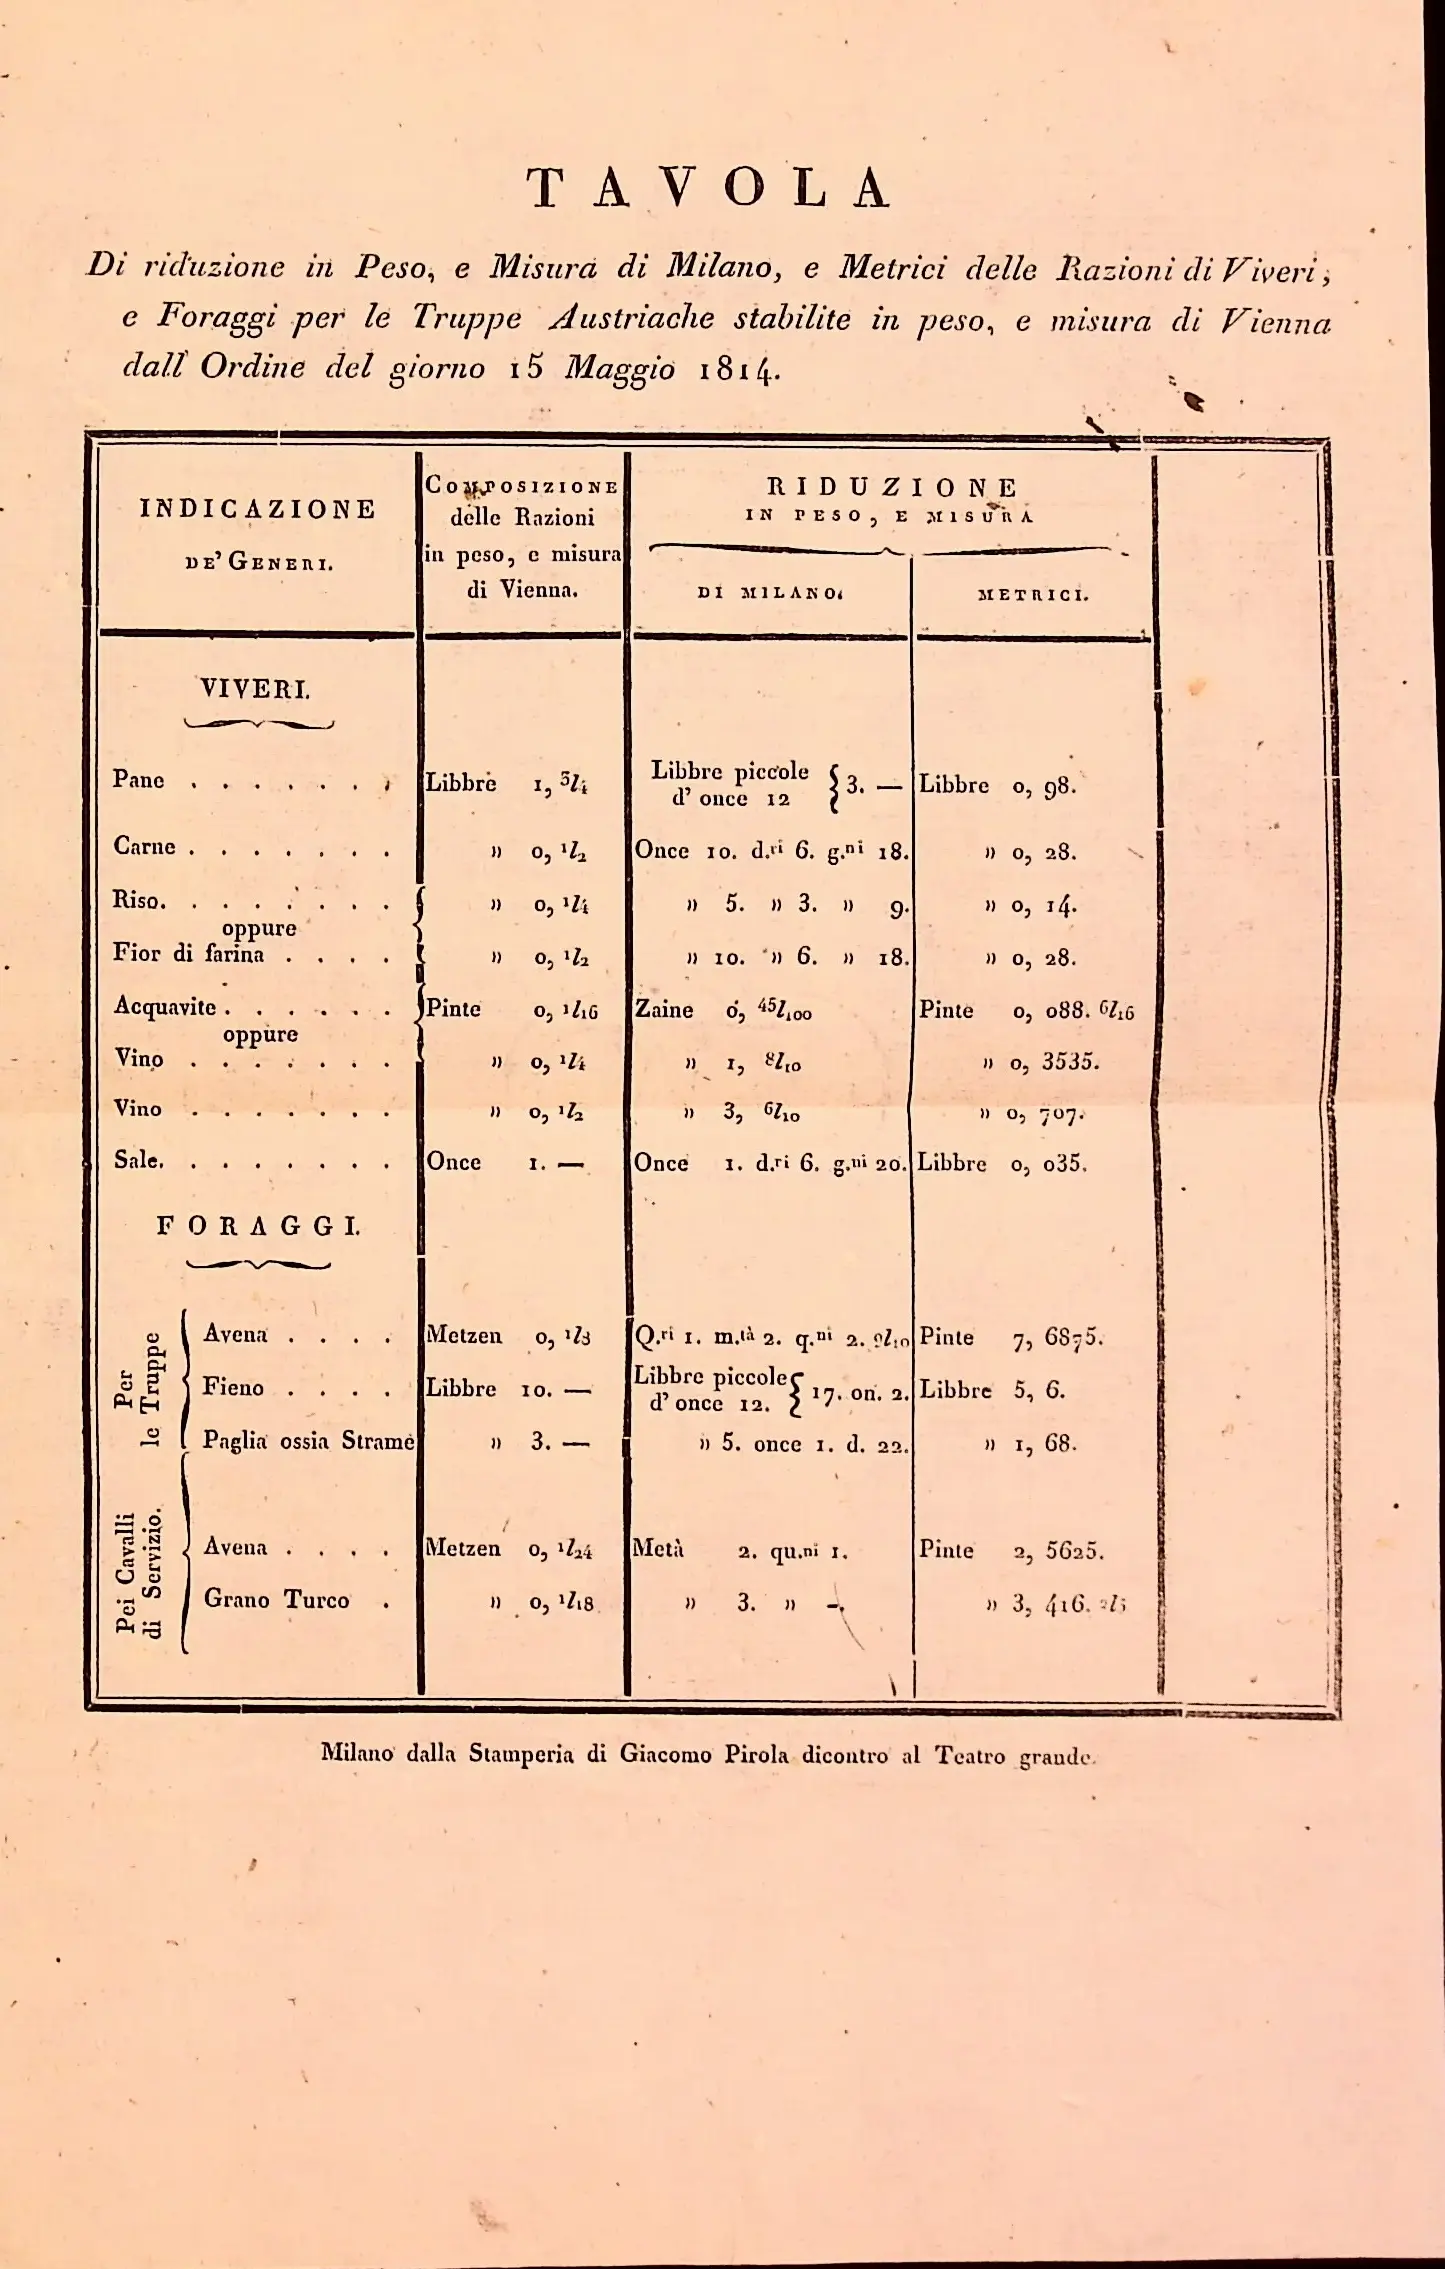 TAVOLA
Di riduzione in Peso, e Misura di Milano, e Metrici delle Razioni di Viveri,
e Foraggi per le Truppe Austriache stabilite in peso, e misura di Vienna
dall' Ordine del giorno 15 Maggio 1814.
INDICAZIONE
DE' GENERI.
COMPOSIZIONE
delle Razioni
in peso, e misura
di Vienna.
RIDUZIONE
IN PESO, E MISURA
DI MILANO.
METRICI.
VIVERI.
Pane . . . . . . . Libbre 1, 3/4 Libbre piccole d' once 12 } 3. — Libbre 0, 98.
Carne . . . . . . . » 0, 1/2 Once 10. d.ri 6. g.ni 18. » 0, 28.
Riso. . . . . . . . » 0, 1/4 » 5. » 3. » 9. » 0, 14.
oppure
Fior di farina . . . . » 0, 1/2 » 10. » 6. » 18. » 0, 28.
Acquavite . . . . . . Pinte 0, 1/16 Zaine 0, 45/100 Pinte 0, 088. 6/16
oppure
Vino . . . . . . . » 0, 1/4 » 1, 8/10 » 0, 3535.
Vino . . . . . . . » 0, 1/2 » 3, 6/10 » 0, 707.
Sale. . . . . . . . Once 1. — Once 1. d.ri 6. g.ni 20. Libbre 0, 035.
FORAGGI.
Per
le Truppe
Avena . . . . Metzen 0, 1/8 Q.ri 1. m.tà 2. q.ni 2. 9/10 Pinte 7, 6875.
Fieno . . . . Libbre 10. — Libbre piccole d' once 12. } 17. on. 2. Libbre 5, 6.
Paglia ossia Strame » 3. — » 5. once 1. d. 22. » 1, 68.
Pei Cavalli
di Servizio.
Avena . . . . Metzen 0, 1/24 Metà 2. qu.ni 1. Pinte 2, 5625.
Grano Turco . » 0, 1/18 » 3. » -. » 3, 416. 2/3
Milano dalla Stamperia di Giacomo Pirola dicontro al Teatro grande.